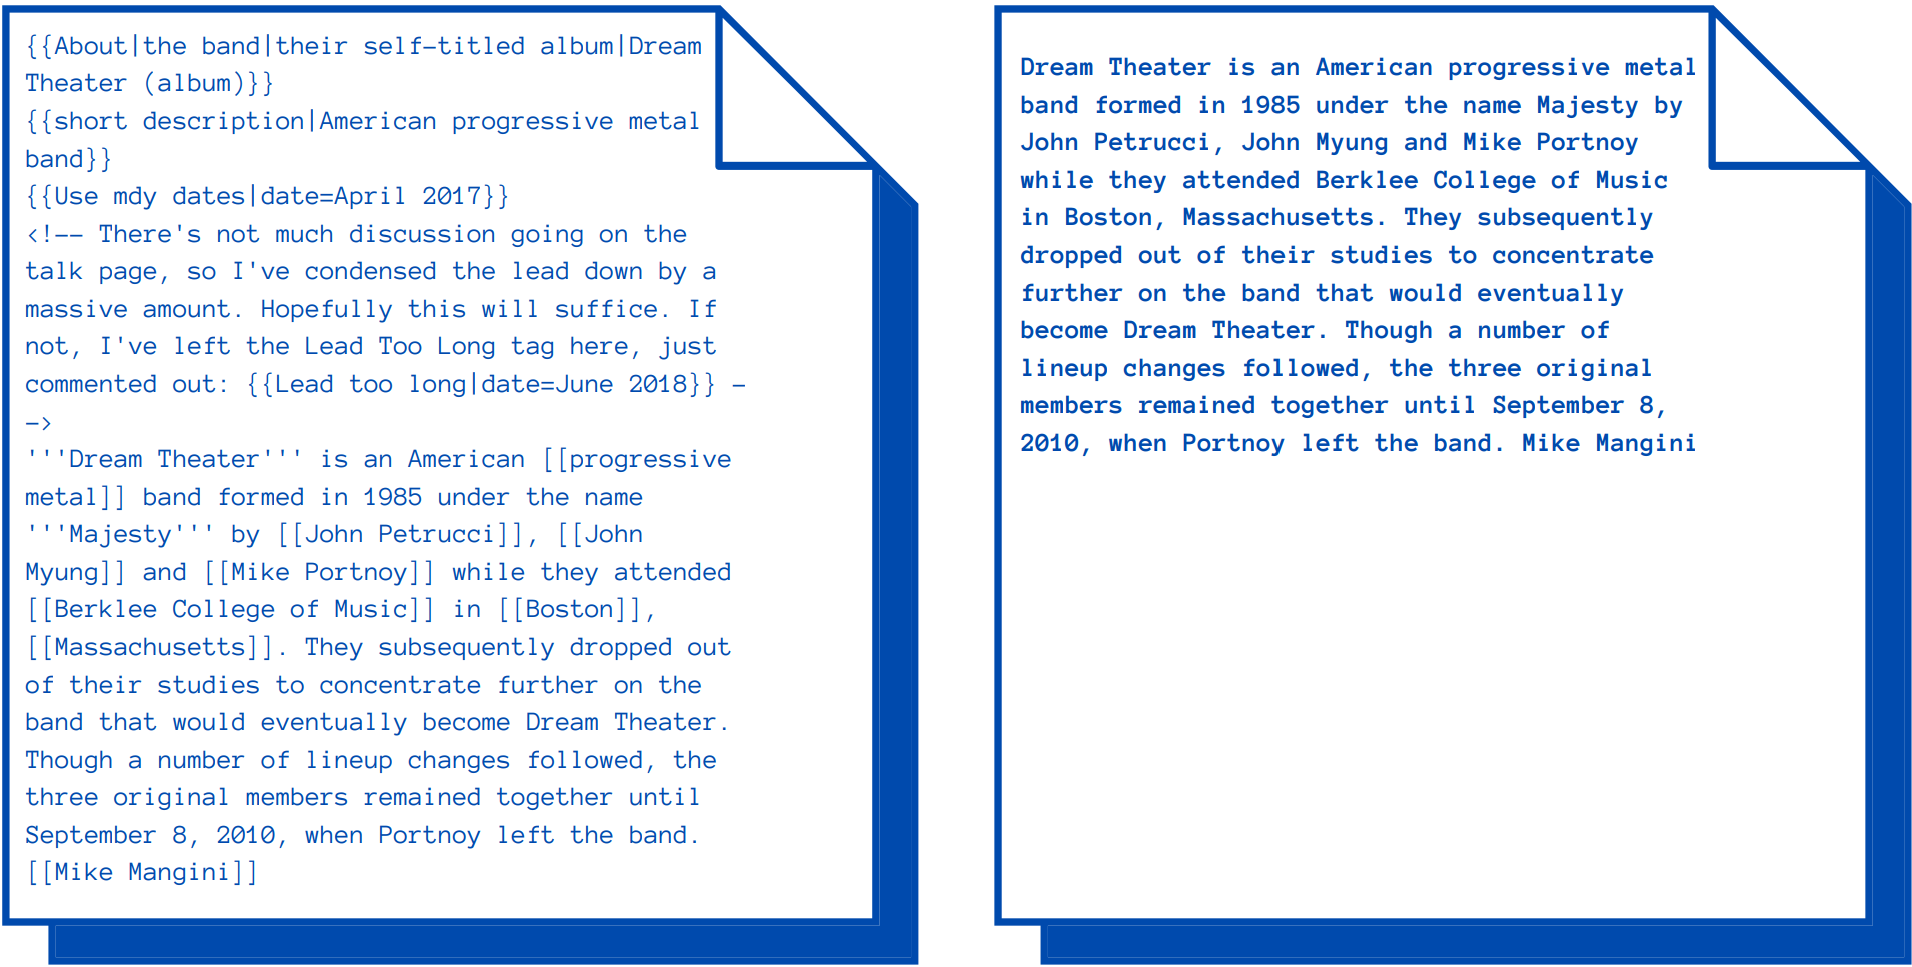 {{About|the band|their self-titled album|Dream
Theater (album)}}
{{short description|American progressive metal
band}}
{{Use mdy dates|date=April 2017}}
<!-- There's not much discussion going on the
talk page, so I've condensed the lead down by a
massive amount. Hopefully this will suffice. If
not, I've left the Lead Too Long tag here, just
commented out: {{Lead too long|date=June 2018}} -
->
'''Dream Theater''' is an American [[progressive
metal]] band formed in 1985 under the name
'''Majesty''' by [[John Petrucci]], [[John
Myung]] and [[Mike Portnoy]] while they attended
[[Berklee College of Music]] in [[Boston]],
[[Massachusetts]]. They subsequently dropped out
of their studies to concentrate further on the
band that would eventually become Dream Theater.
Though a number of lineup changes followed, the
three original members remained together until
September 8, 2010, when Portnoy left the band.
[[Mike Mangini]]
Dream Theater is an American progressive metal
band formed in 1985 under the name Majesty by
John Petrucci, John Myung and Mike Portnoy
while they attended Berklee College of Music
in Boston, Massachusetts. They subsequently
dropped out of their studies to concentrate
further on the band that would eventually
become Dream Theater. Though a number of
lineup changes followed, the three original
members remained together until September 8,
2010, when Portnoy left the band. Mike Mangini